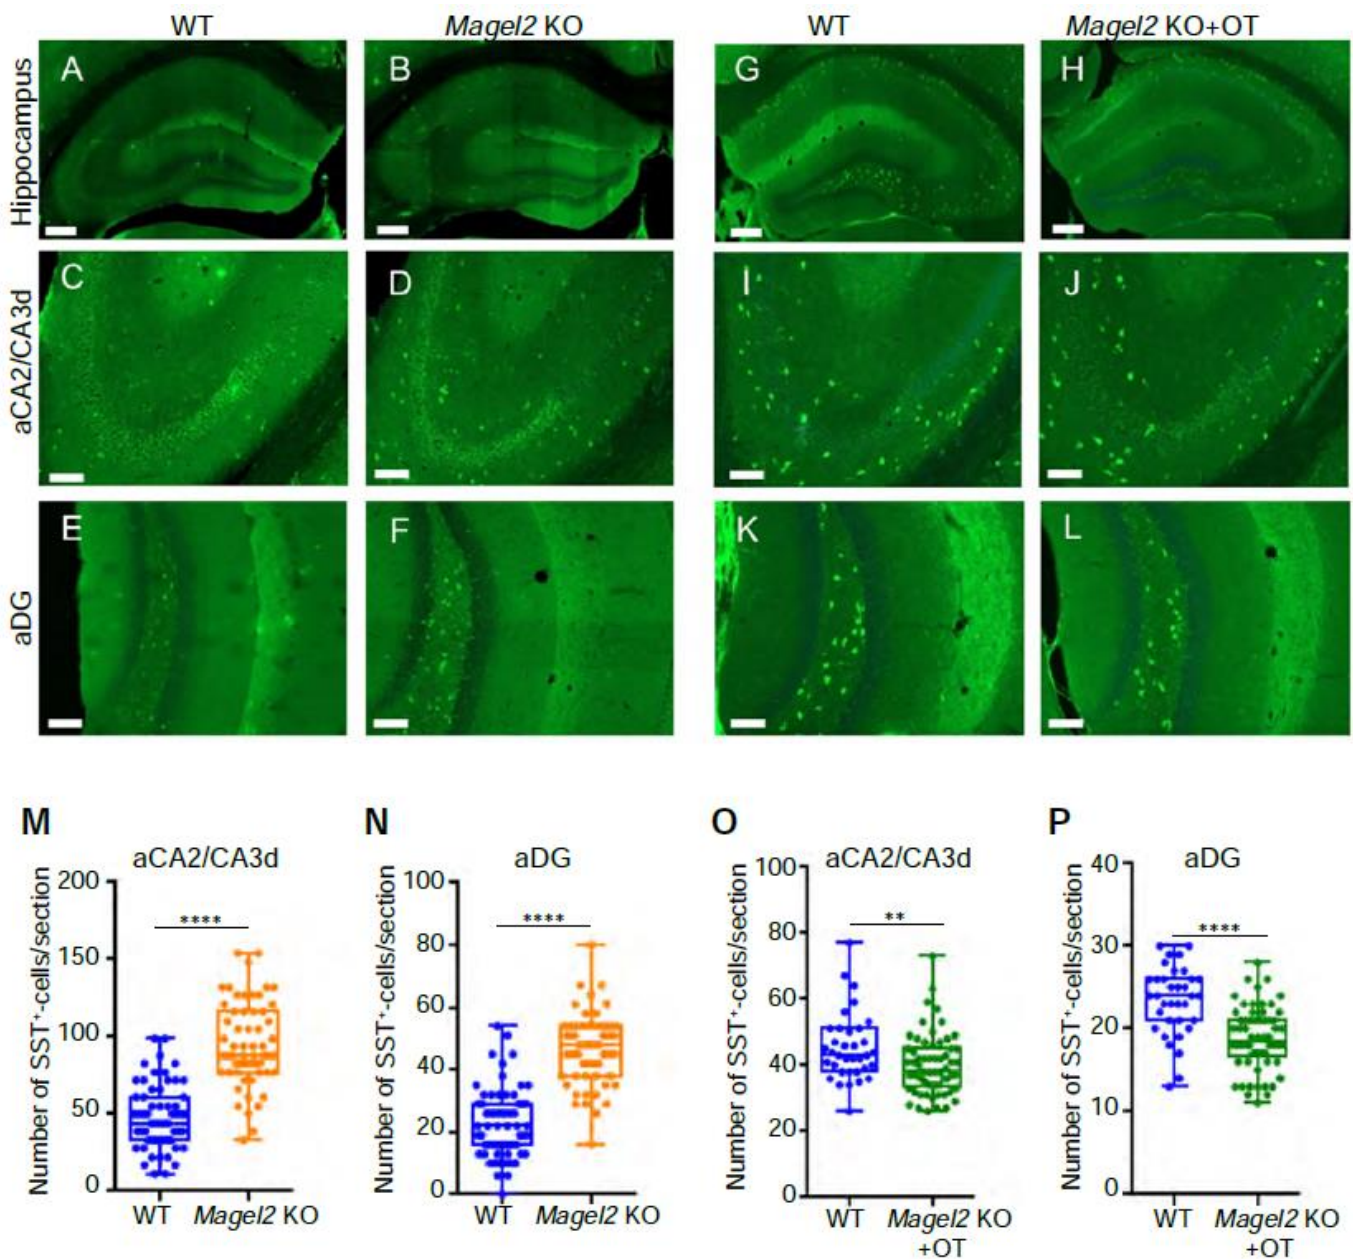 WT
Magel2 KO
WT
Magel2 KO+OT
Hippocampus
A
B
G
H
aCA2/CA3d
C
D
I
J
aDG
E
F
K
L
M
aCA2/CA3d
Number of SST+-cells/section
200
150
100
50
0
****
WT
Magel2 KO
N
aDG
Number of SST+-cells/section
100
80
60
40
20
0
****
WT
Magel2 KO
O
aCA2/CA3d
Number of SST+-cells/section
100
80
60
40
20
0
**
WT
Magel2 KO
+OT
P
aDG
Number of SST+-cells/section
40
30
20
10
0
****
WT
Magel2 KO
+OT